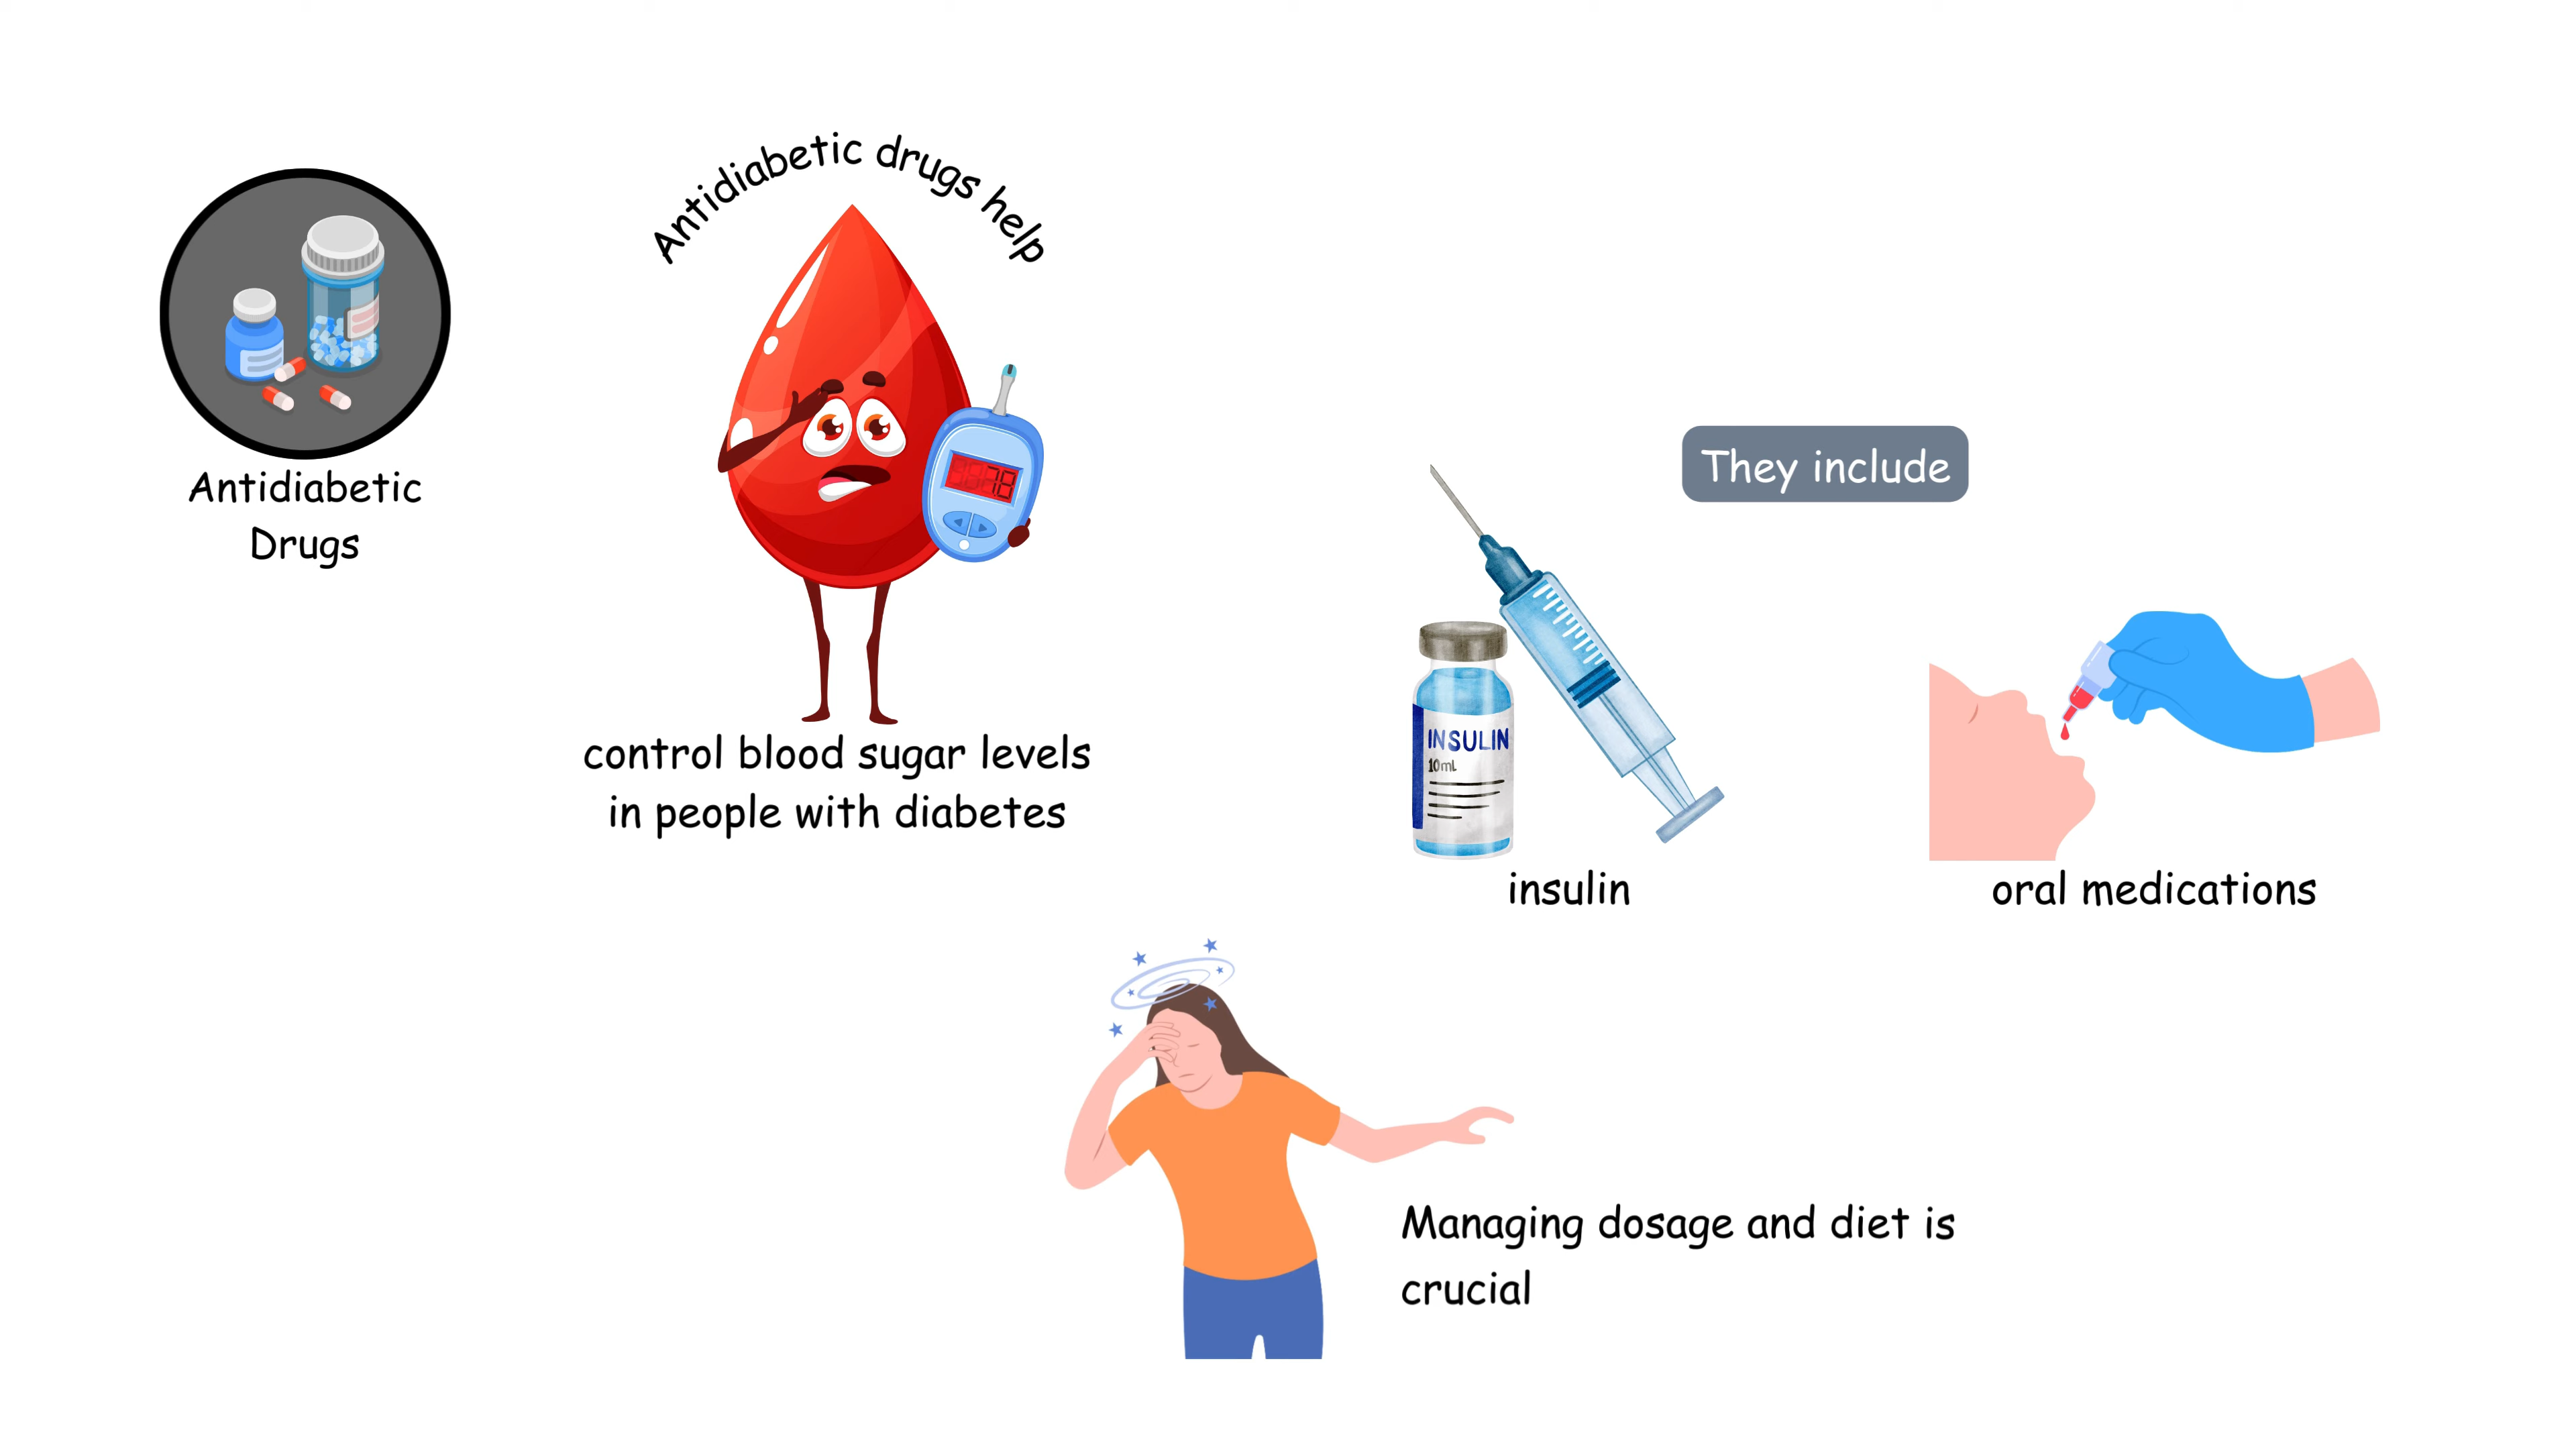 Antidiabetic drugs help
Antidiabetic
Drugs
control blood sugar levels
in people with diabetes
They include
INSULIN
10mL
insulin
oral medications
Managing dosage and diet is
crucial
78